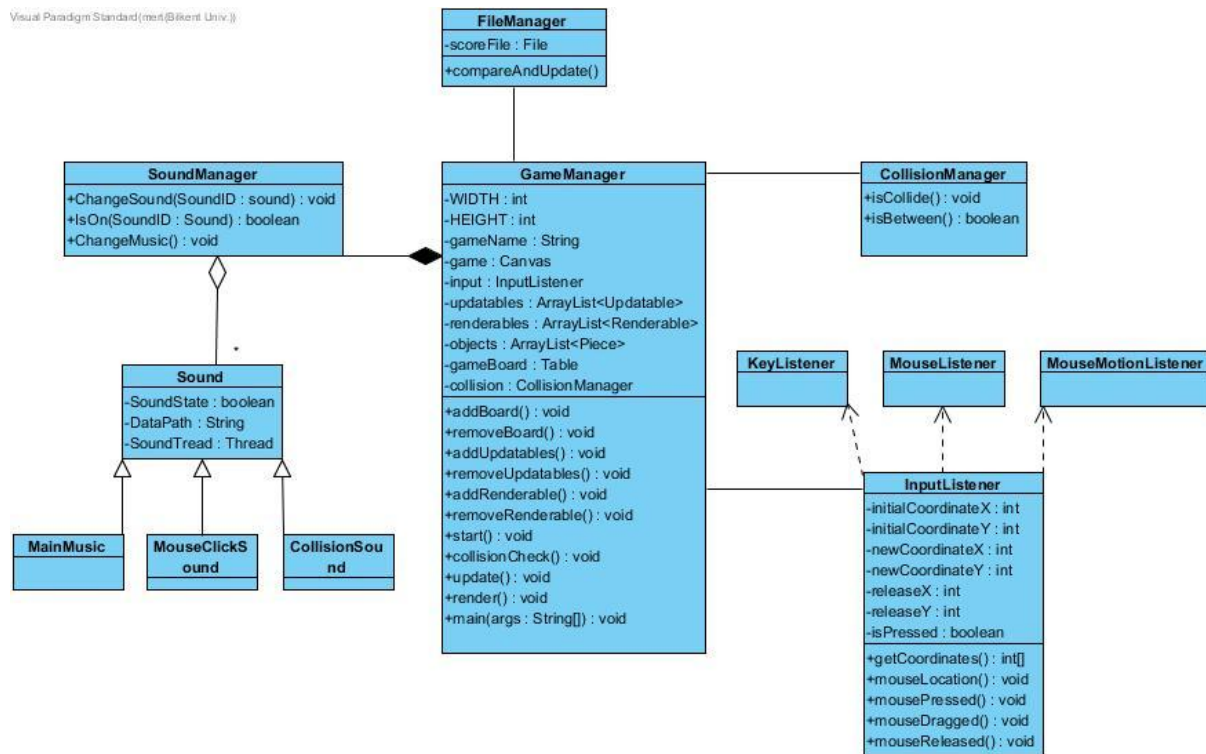 Visual Paradigm Standard(mert(Bilkent Univ.))
FileManager
-scoreFile : File
+compareAndUpdate()
SoundManager
+ChangeSound(SoundID : sound) : void
+IsOn(SoundID : Sound) : boolean
+ChangeMusic() : void
GameManager
-WIDTH : int
-HEIGHT : int
-gameName : String
-game : Canvas
-input : InputListener
-updatables : ArrayList<Updatable>
-renderables : ArrayList<Renderable>
-objects : ArrayList<Piece>
-gameBoard : Table
-collision : CollisionManager
+addBoard() : void
+removeBoard() : void
+addUpdatables() : void
+removeUpdatables() : void
+addRenderable() : void
+removeRenderable() : void
+start() : void
+collisionCheck() : void
+update() : void
+render() : void
+main(args : String[]) : void
CollisionManager
+isCollide() : void
+isBetween() : boolean
*
Sound
-SoundState : boolean
-DataPath : String
-SoundTread : Thread
MainMusic
MouseClickS
ound
CollisionSou
nd
KeyListener
MouseListener
MouseMotionListener
InputListener
-initialCoordinateX : int
-initialCoordinateY : int
-newCoordinateX : int
-newCoordinateY : int
-releaseX : int
-releaseY : int
-isPressed : boolean
+getCoordinates() : int[]
+mouseLocation() : void
+mousePressed() : void
+mouseDragged() : void
+mouseReleased() : void